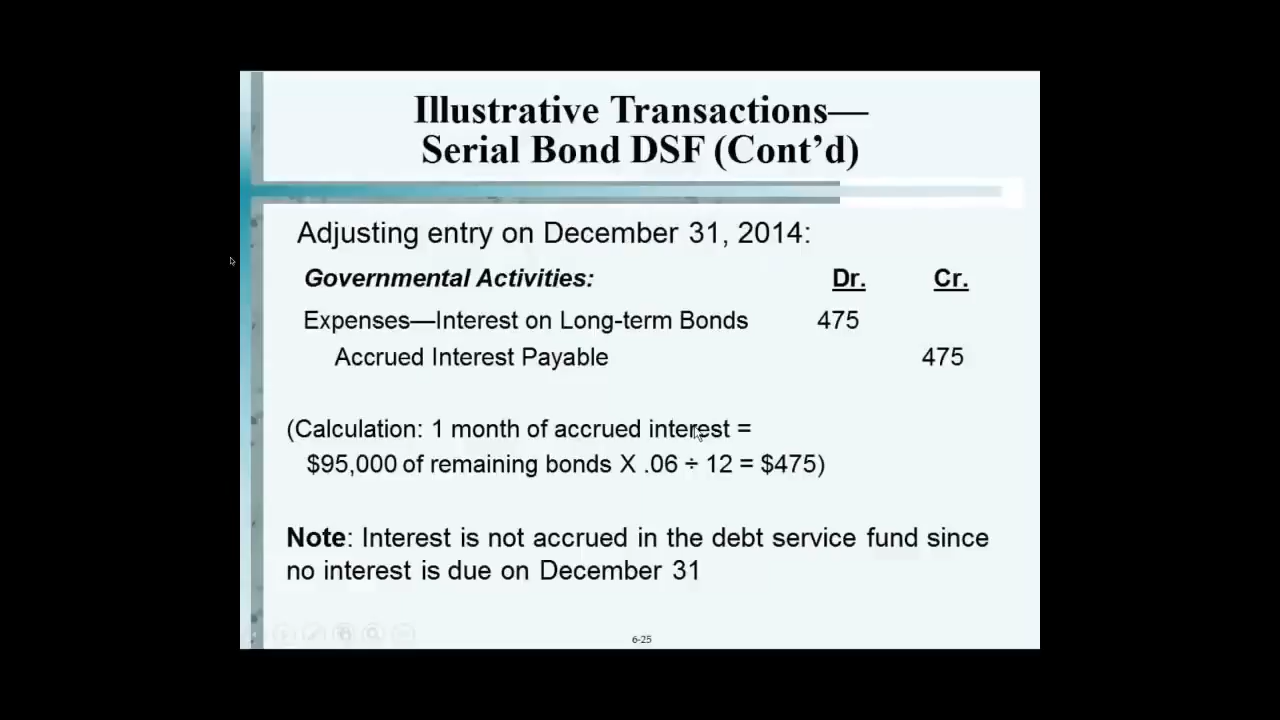 Illustrative Transactions—
Serial Bond DSF (Cont’d)
Adjusting entry on December 31, 2014:
Governmental Activities: Dr. Cr.
Expenses—Interest on Long-term Bonds 475
Accrued Interest Payable 475
(Calculation: 1 month of accrued interest =
$95,000 of remaining bonds X .06 ÷ 12 = $475)
Note: Interest is not accrued in the debt service fund since
no interest is due on December 31
6-25